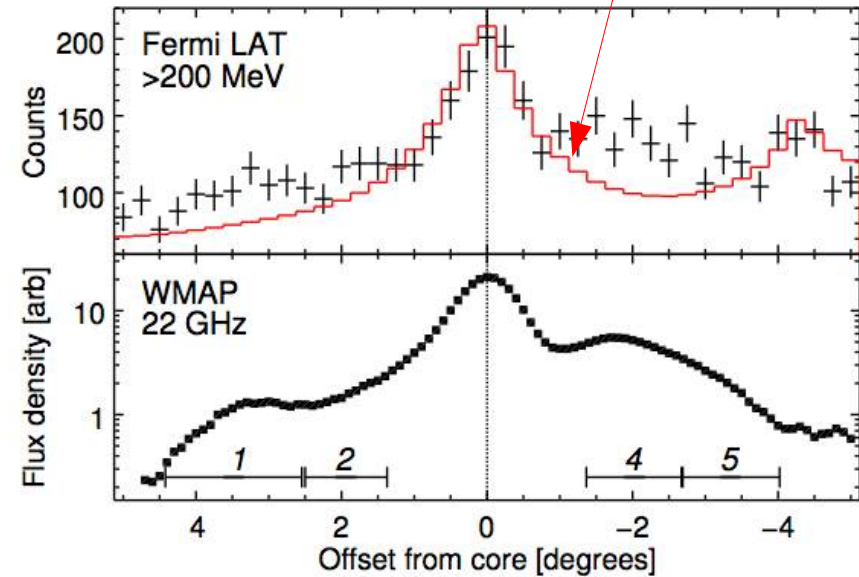 200
Fermi LAT
>200 MeV
150
Counts
100
WMAP
22 GHz
10
Flux density [arb]
1
1 2 4 5
4 2 0 -2 -4
Offset from core [degrees]